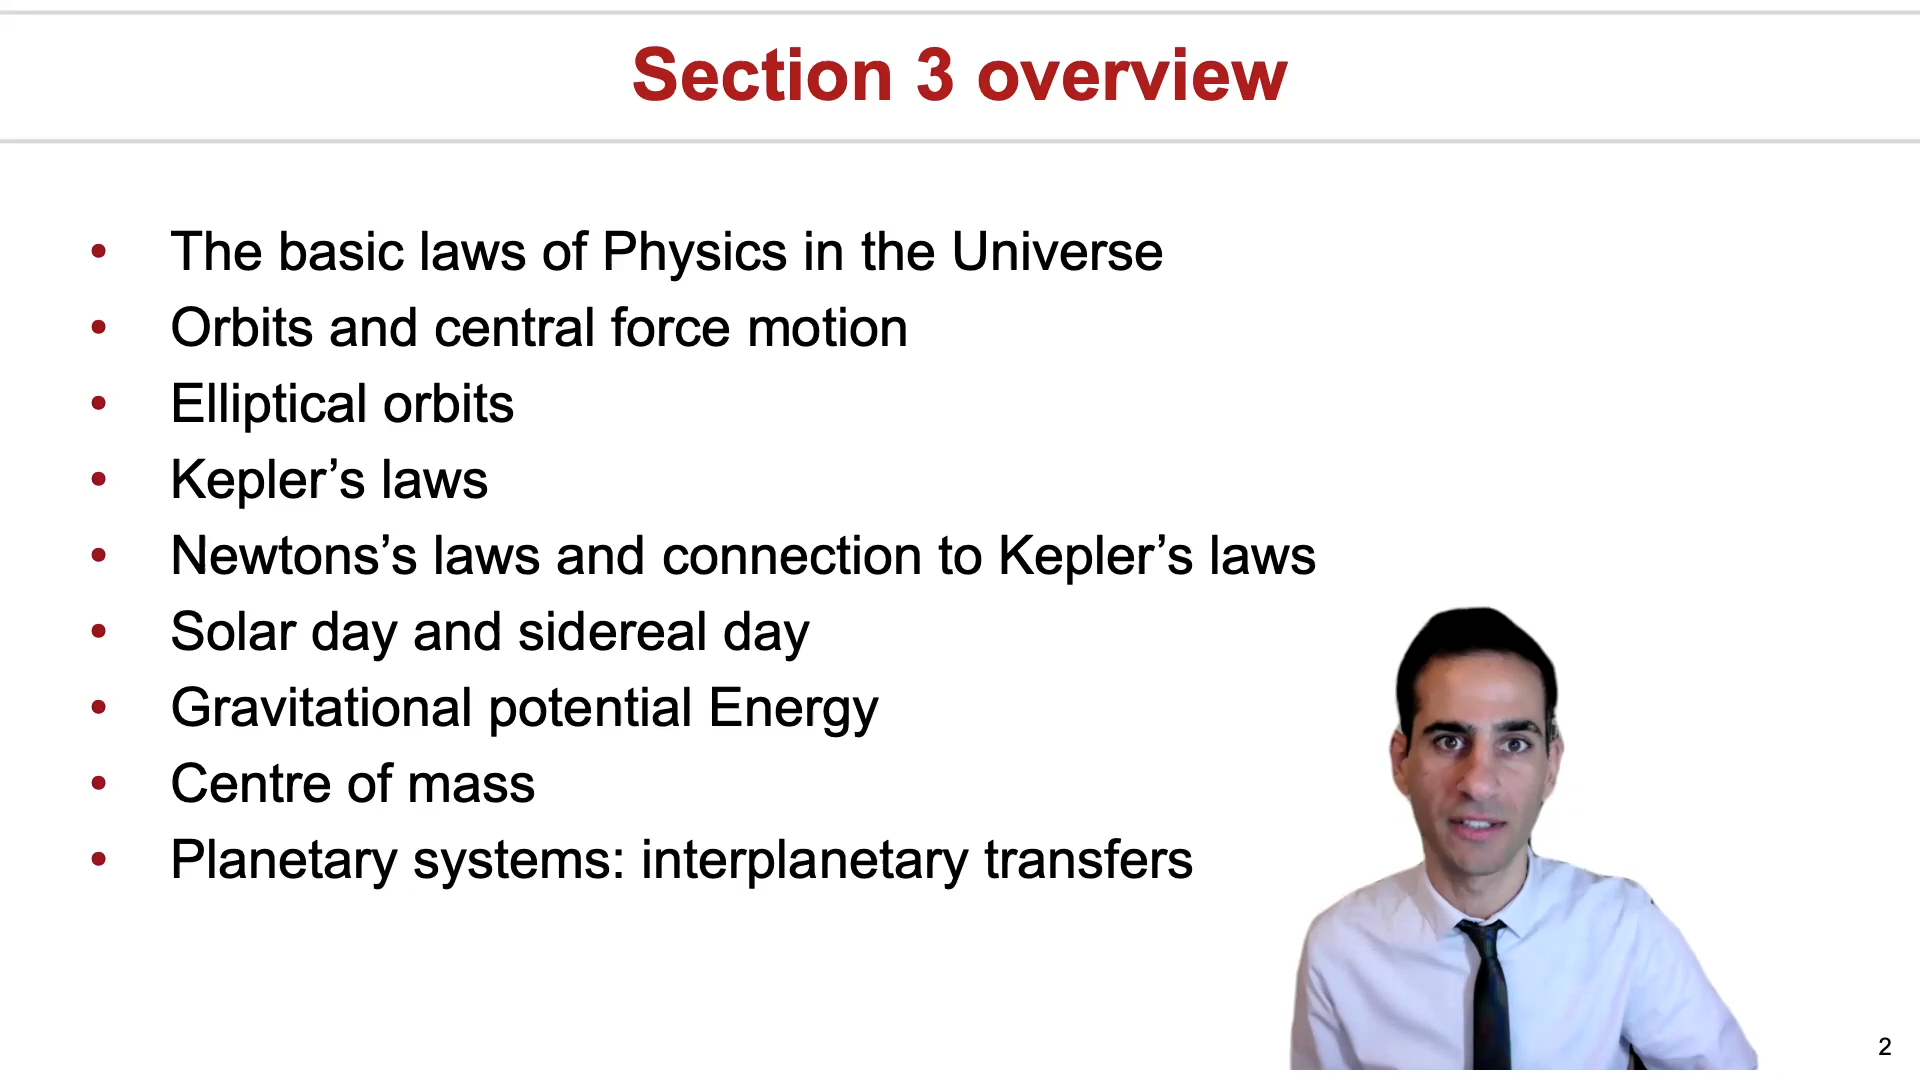 Section 3 overview
• The basic laws of Physics in the Universe
• Orbits and central force motion
• Elliptical orbits
• Kepler’s laws
• Newtons’s laws and connection to Kepler’s laws
• Solar day and sidereal day
• Gravitational potential Energy
• Centre of mass
• Planetary systems: interplanetary transfers
2